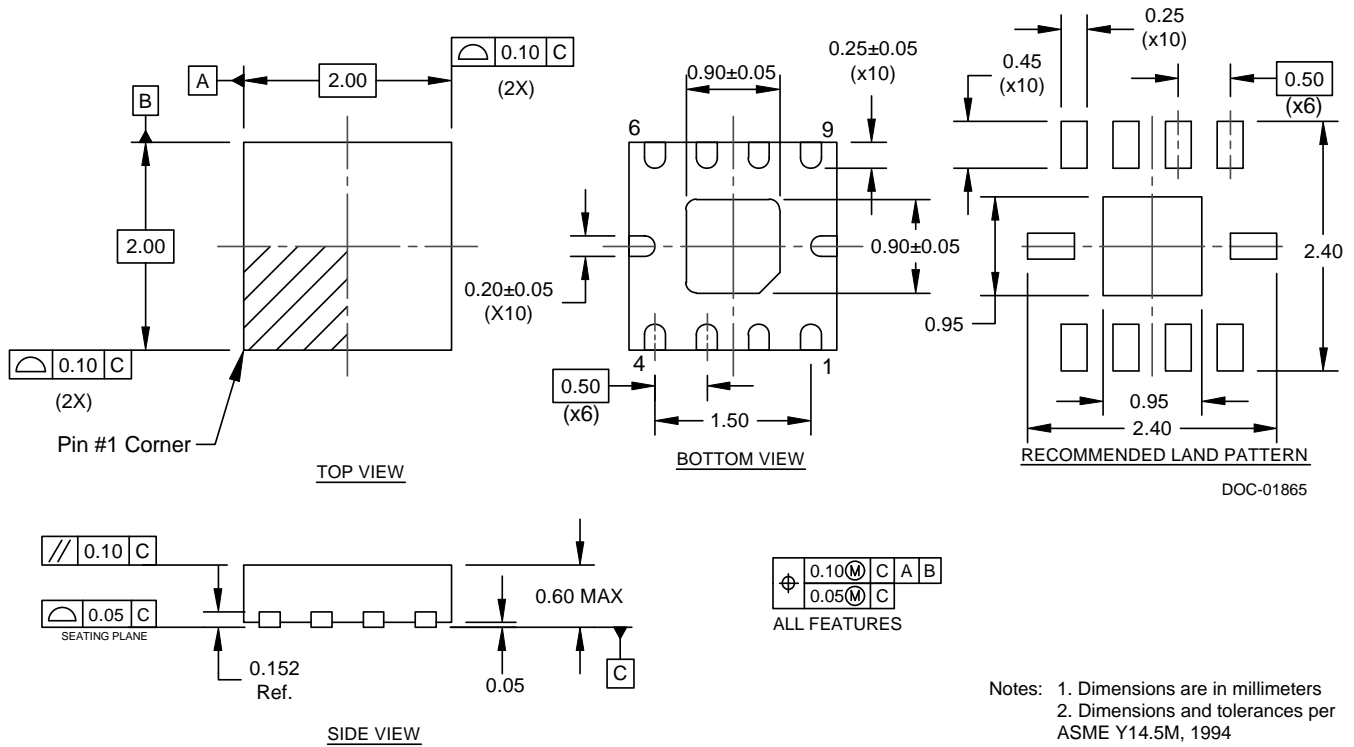 A
2.00
⌓ 0.10 C
(2X)
B
2.00
⌓ 0.10 C
(2X)
Pin #1 Corner
TOP VIEW
0.90±0.05
0.25±0.05
(x10)
6
9
0.90±0.05
0.20±0.05
(X10)
4
1
0.50
(x6)
1.50
BOTTOM VIEW
0.25
(x10)
0.45
(x10)
0.50
(x6)
2.40
0.95
0.95
2.40
RECOMMENDED LAND PATTERN
DOC-01865
// 0.10 C
⌓ 0.05 C
SEATING PLANE
0.152
Ref.
0.60 MAX
0.05
C
SIDE VIEW
⌖ 0.10Ⓜ C A B
0.05Ⓜ C
ALL FEATURES
Notes: 1. Dimensions are in millimeters
2. Dimensions and tolerances per
ASME Y14.5M, 1994